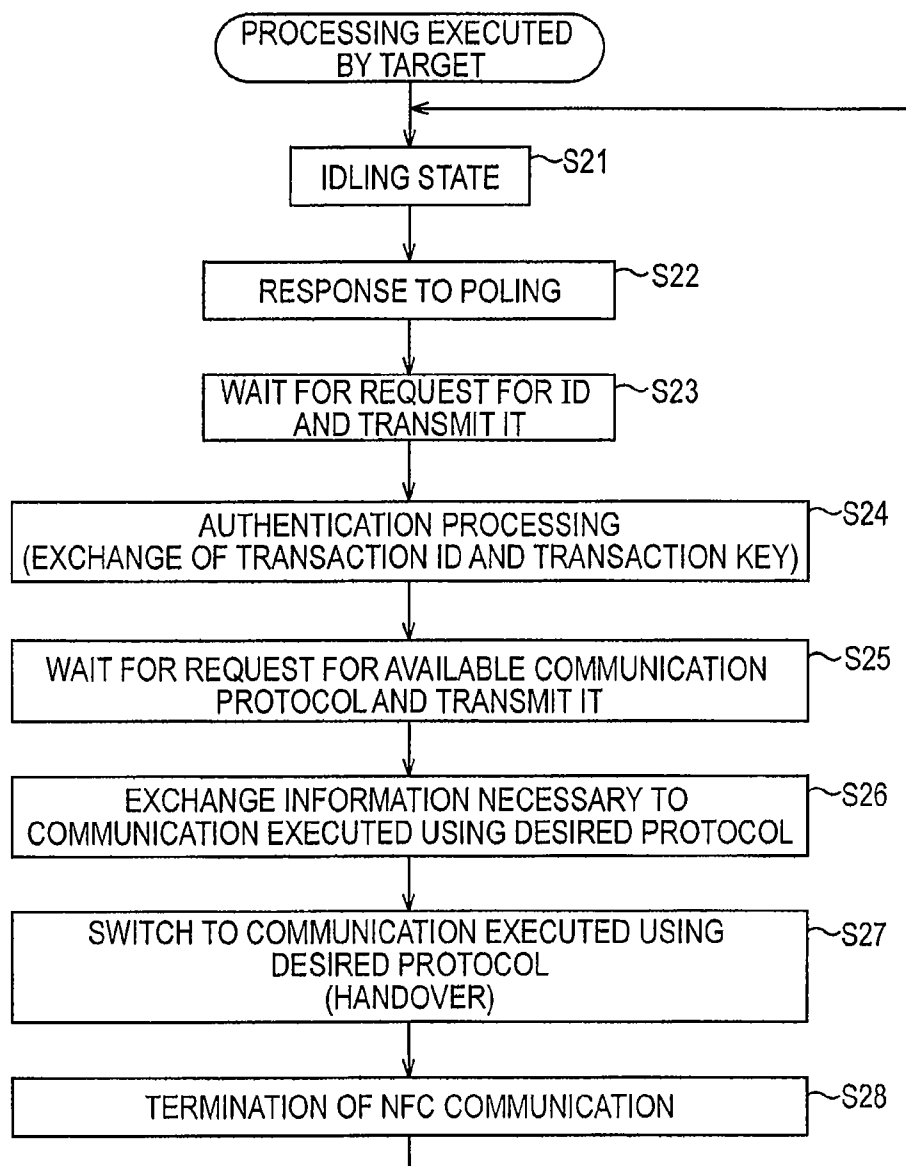 PROCESSING EXECUTED
BY TARGET
IDLING STATE
S21
RESPONSE TO POLING
S22
WAIT FOR REQUEST FOR ID
AND TRANSMIT IT
S23
AUTHENTICATION PROCESSING
(EXCHANGE OF TRANSACTION ID AND TRANSACTION KEY)
S24
WAIT FOR REQUEST FOR AVAILABLE COMMUNICATION
PROTOCOL AND TRANSMIT IT
S25
EXCHANGE INFORMATION NECESSARY TO
COMMUNICATION EXECUTED USING DESIRED PROTOCOL
S26
SWITCH TO COMMUNICATION EXECUTED USING
DESIRED PROTOCOL
(HANDOVER)
S27
TERMINATION OF NFC COMMUNICATION
S28